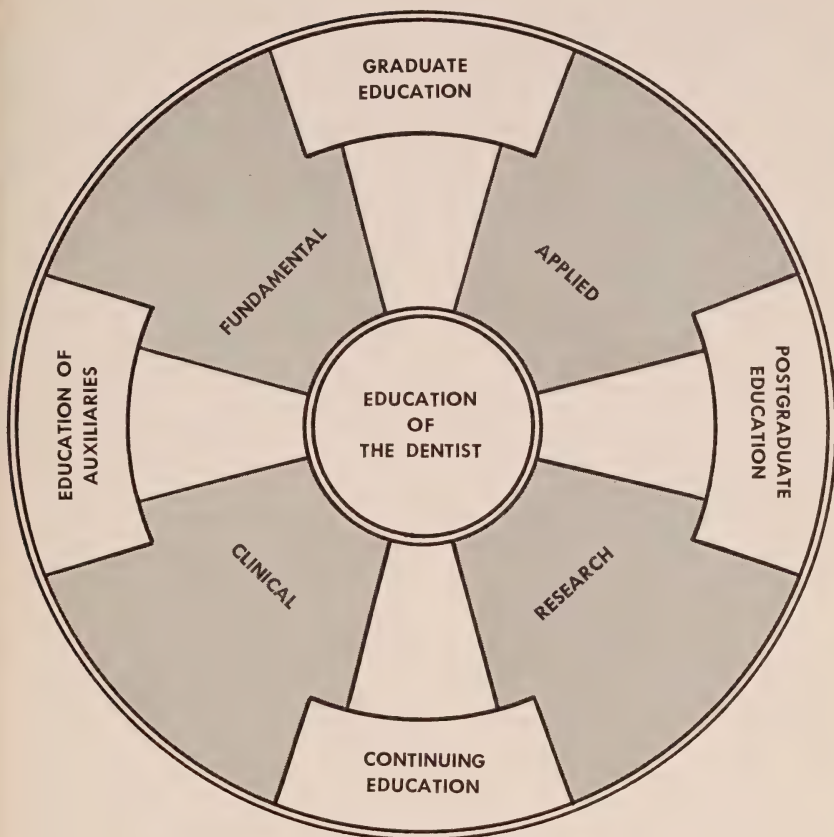 GRADUATE
EDUCATION
FUNDAMENTAL
APPLIED
EDUCATION OF
AUXILIARIES
EDUCATION
OF
THE DENTIST
POSTGRADUATE
EDUCATION
CLINICAL
RESEARCH
CONTINUING
EDUCATION